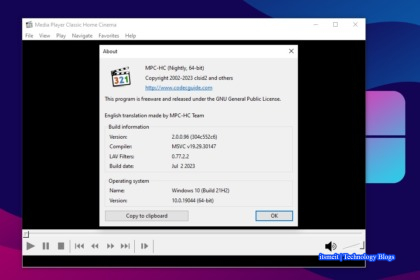 Media Player Classic Home Cinema
File View Play Navigate Favorites Help
About
MPC-HC (Nightly, 64-bit)
Copyright 2002-2023 clsid2 and others
http://www.codecguide.com
This program is freeware and released under the GNU General Public License.
English translation made by MPC-HC Team
Build information
Version: 2.0.0.96 (304c552c6)
Compiler: MSVC v19.29.30147
LAV Filters: 0.77.2.2
Build date: Jul 2 2023
Operating system
Name: Windows 10 (Build 21H2)
Version: 10.0.19044 (64-bit)
Copy to clipboard OK
itsmeit | Technology Blogs